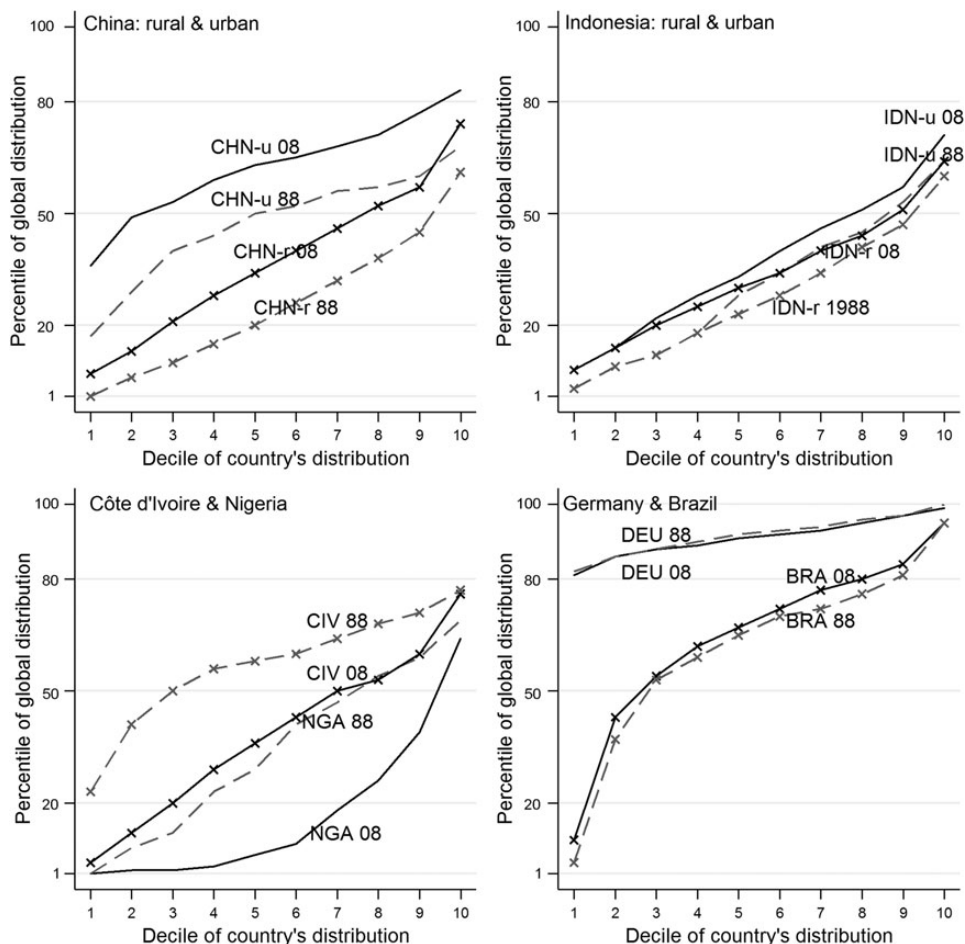 China: rural & urban
Percentile of global distribution
100
80
50
20
1
CHN-u 08
CHN-u 88
CHN-r 08
CHN-r 88
1 2 3 4 5 6 7 8 9 10
Decile of country's distribution
Indonesia: rural & urban
Percentile of global distribution
100
80
50
20
1
IDN-u 08
IDN-u 88
IDN-r 08
IDN-r 1988
1 2 3 4 5 6 7 8 9 10
Decile of country's distribution
Côte d'Ivoire & Nigeria
Percentile of global distribution
100
80
50
20
1
CIV 88
CIV 08
NGA 88
NGA 08
1 2 3 4 5 6 7 8 9 10
Decile of country's distribution
Germany & Brazil
Percentile of global distribution
100
80
50
20
1
DEU 88
DEU 08
BRA 08
BRA 88
1 2 3 4 5 6 7 8 9 10
Decile of country's distribution